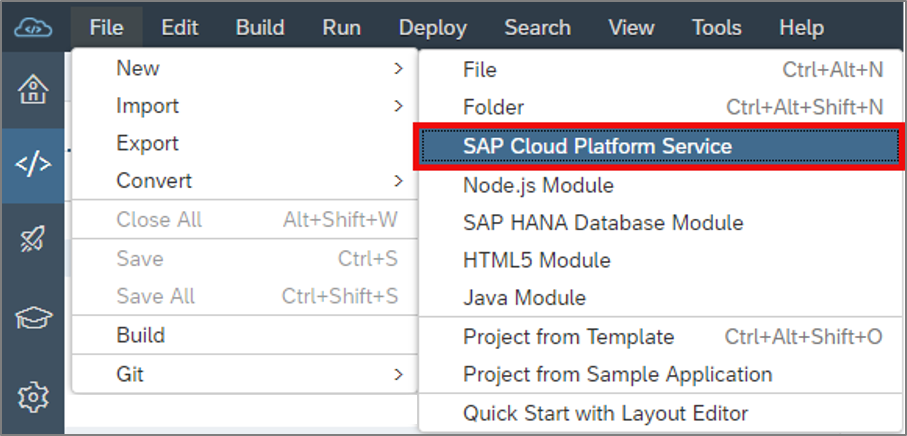 File Edit Build Run Deploy Search View Tools Help
New >
Import >
Export
Convert >
Close All Alt+Shift+W
Save Ctrl+S
Save All Ctrl+Shift+S
Build
Git >
File Ctrl+Alt+N
Folder Ctrl+Alt+Shift+N
SAP Cloud Platform Service
Node.js Module
SAP HANA Database Module
HTML5 Module
Java Module
Project from Template Ctrl+Alt+Shift+O
Project from Sample Application
Quick Start with Layout Editor